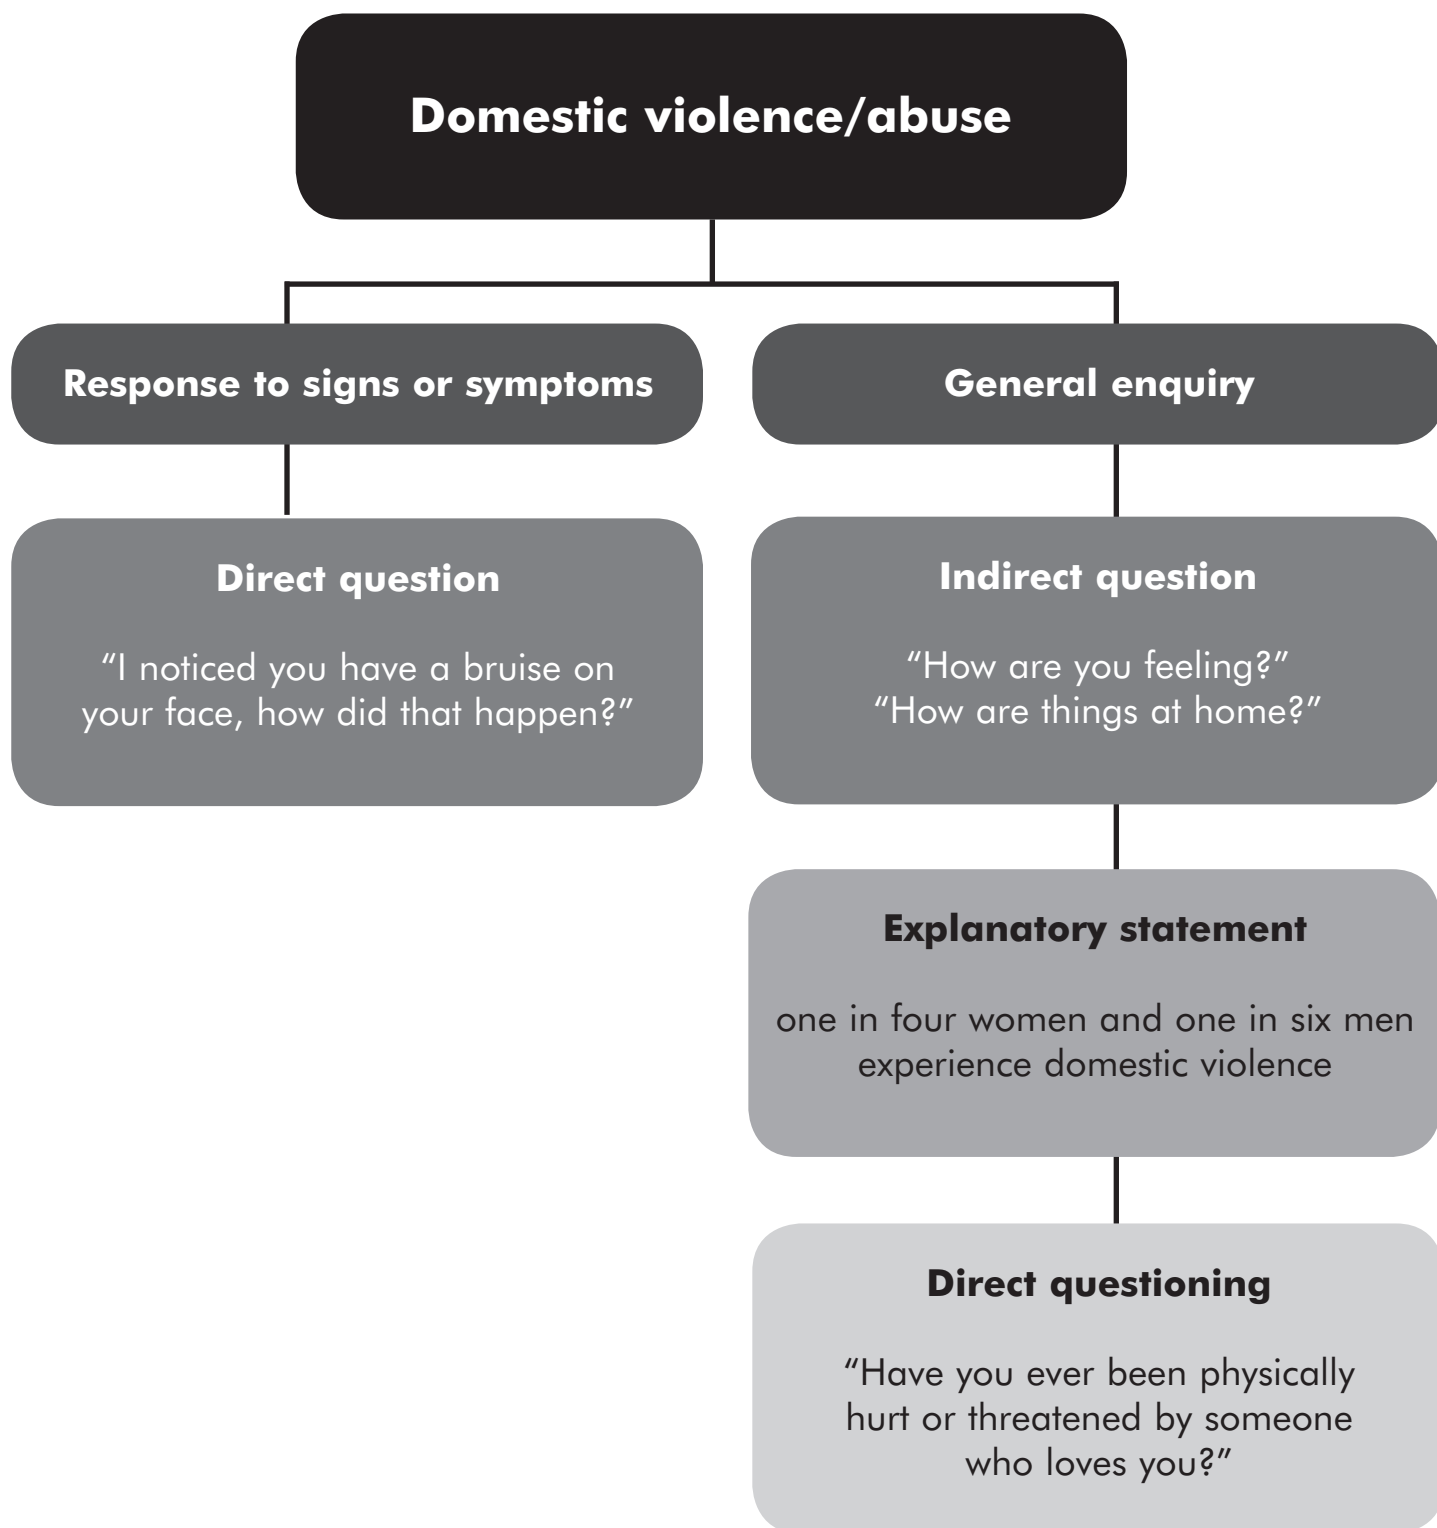 Domestic violence/abuse
Response to signs or symptoms
General enquiry
Direct question
“I noticed you have a bruise on
your face, how did that happen?”
Indirect question
“How are you feeling?”
“How are things at home?”
Explanatory statement
one in four women and one in six men
experience domestic violence
Direct questioning
“Have you ever been physically
hurt or threatened by someone
who loves you?”